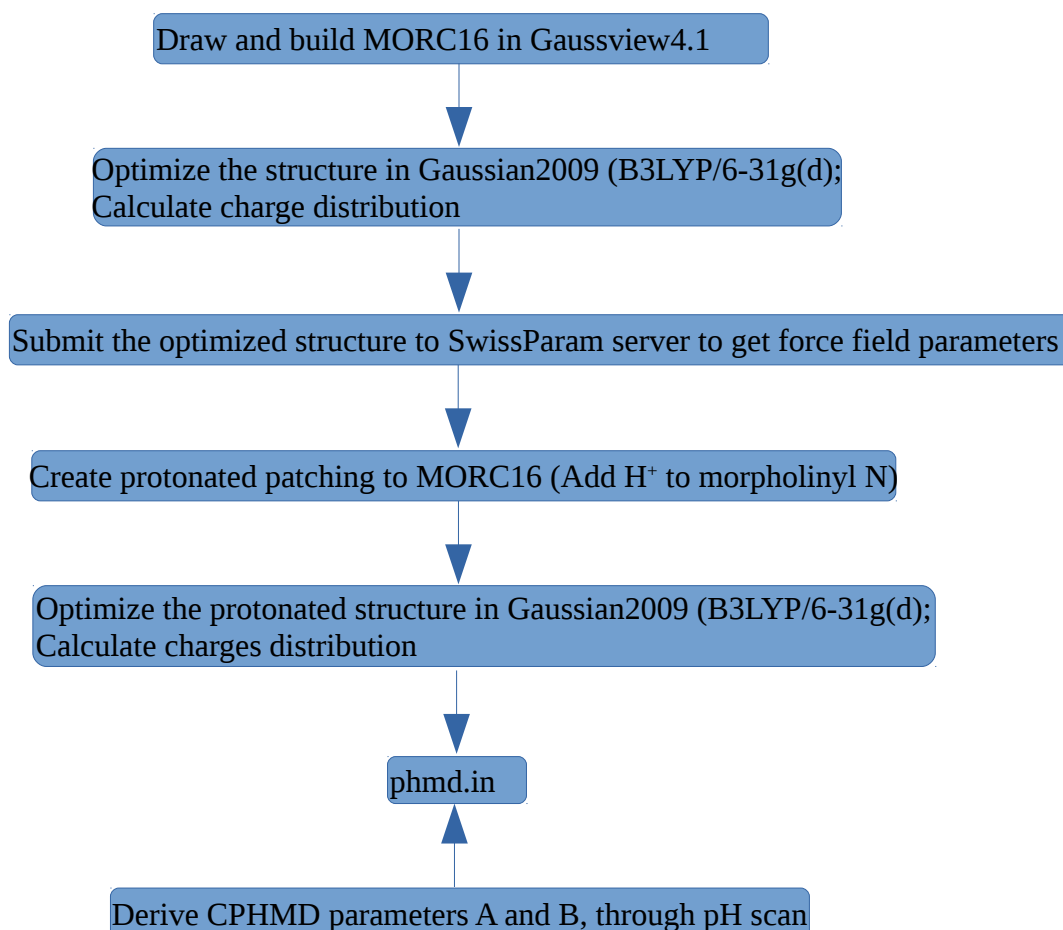 Draw and build MORC16 in Gaussview4.1
Optimize the structure in Gaussian2009 (B3LYP/6-31g(d);
Calculate charge distribution
Submit the optimized structure to SwissParam server to get force field parameters
Create protonated patching to MORC16 (Add H⁺ to morpholinyl N)
Optimize the protonated structure in Gaussian2009 (B3LYP/6-31g(d);
Calculate charges distribution
phmd.in
Derive CPHMD parameters A and B, through pH scan